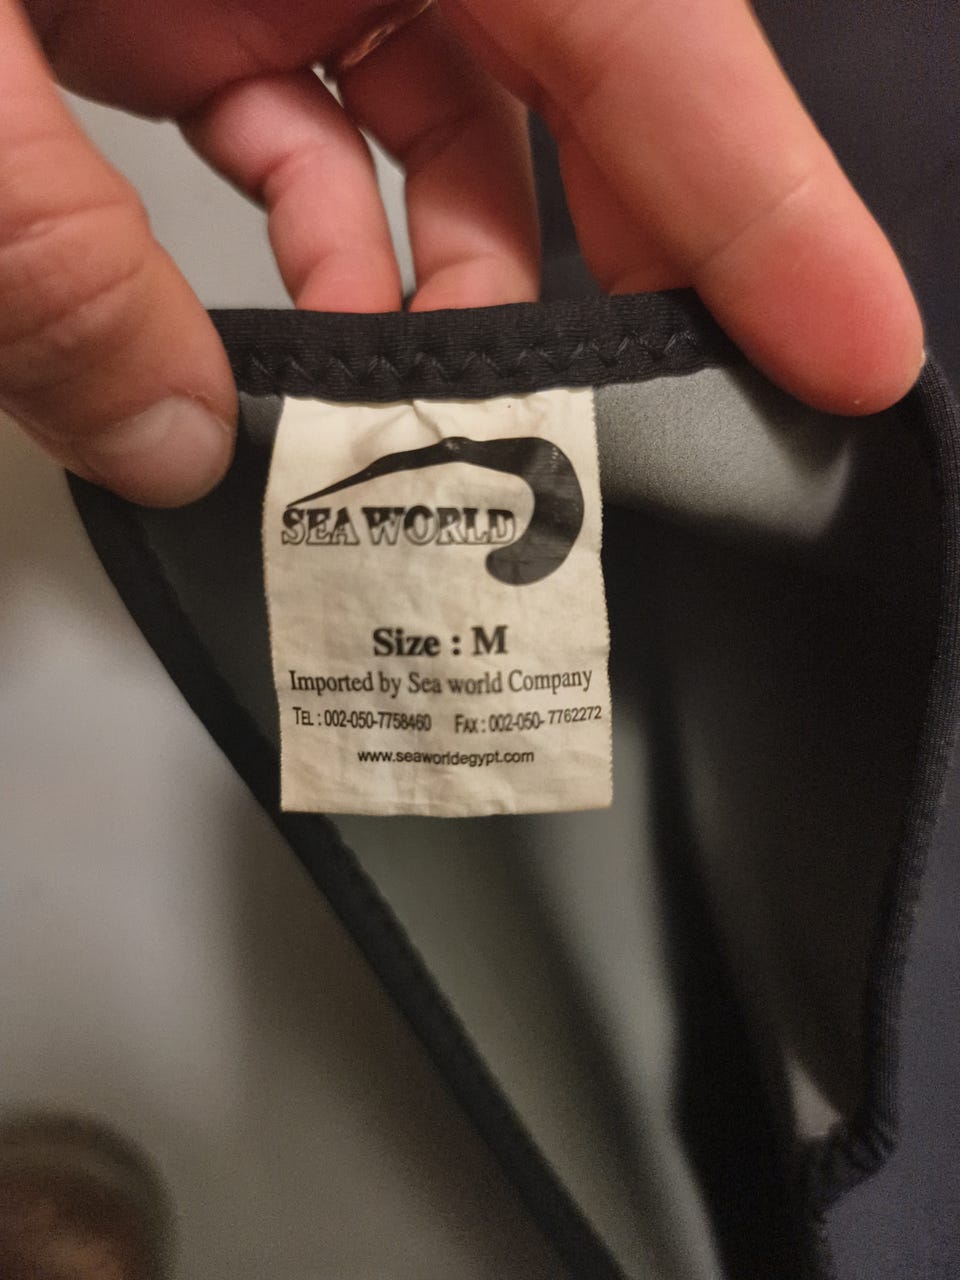 SEA WORLD
Size : M
Imported by Sea world Company
TEL : 002-050-7758460 FAX : 002-050-7762272
www.seaworldegypt.com